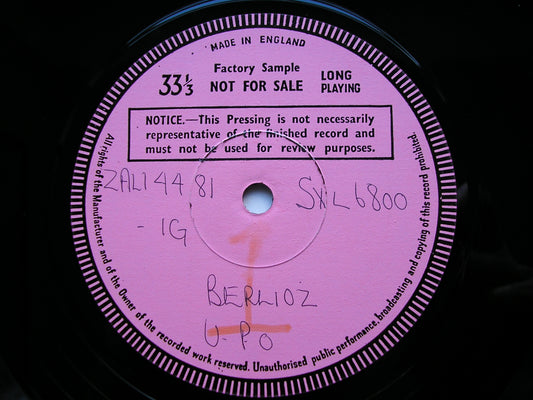 MADE IN ENGLAND
Factory Sample
33⅓ NOT FOR SALE LONG PLAYING
NOTICE.—This Pressing is not necessarily
representative of the finished record and
must not be used for review purposes.
ZAL14481 SXL6800
- 1G
1
BERLIOZ
U.P.O
All rights of the Manufacturer and of the Owner of the recorded work reserved. Unauthorised public performance, broadcasting and copying of this record prohibited.